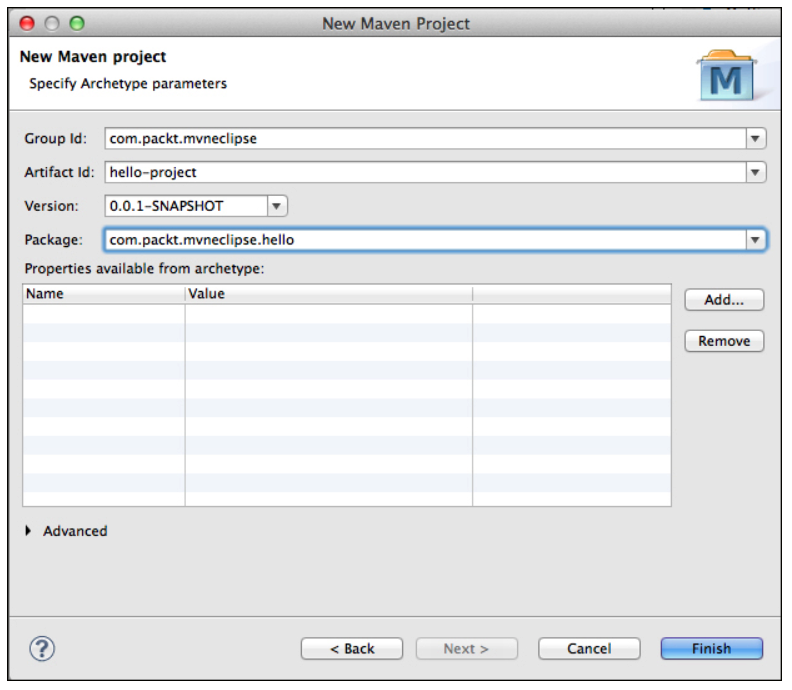 New Maven Project
New Maven project
Specify Archetype parameters
M
Group Id: com.packt.mvneclipse
Artifact Id: hello-project
Version: 0.0.1-SNAPSHOT
Package: com.packt.mvneclipse.hello
Properties available from archetype:
Name Value
Add...
Remove
Advanced
? < Back Next > Cancel Finish